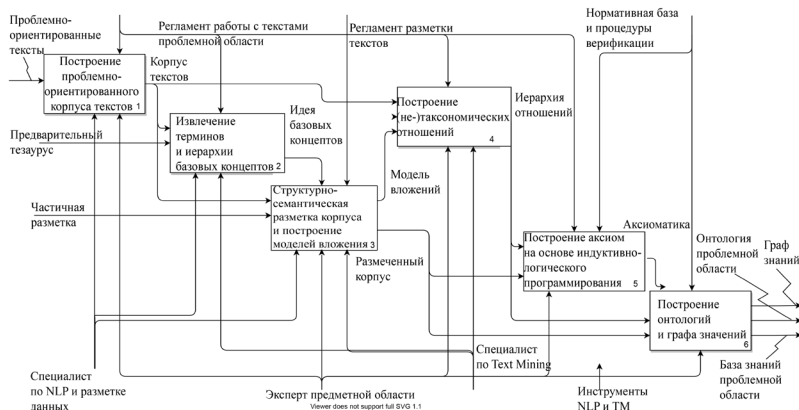 Проблемно-
ориентированные
тексты
Регламент работы с текстами
проблемной области
Регламент разметки
текстов
Нормативная база
и процедуры
верификации
Построение
проблемно-
ориентированного
корпуса текстов 1
Корпус
текстов
Предварительный
тезаурус
Извлечение
терминов
и иерархии
базовых концептов 2
Идея
базовых
концептов
Построение
(не-)таксономических
отношений
4
Иерархия
отношений
Частичная
разметка
Структурно-
семантическая
разметка корпуса
и построение
моделей вложения 3
Модель
вложений
Размеченный
корпус
Построение аксиом
на основе индуктивно-
логического
программирования 5
Аксиоматика
Онтология
проблемной
области
Граф
знаний
Построение
онтологий
и графа значений
6
База знаний
проблемной
области
Специалист
по NLP и разметке
данных
Эксперт предметной области
Специалист
по Text Mining
Инструменты
NLP и TM
Viewer does not support full SVG 1.1